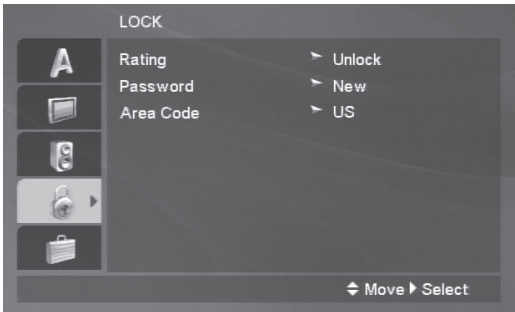 LOCK
A
Rating Unlock
Password New
Area Code US
Move Select